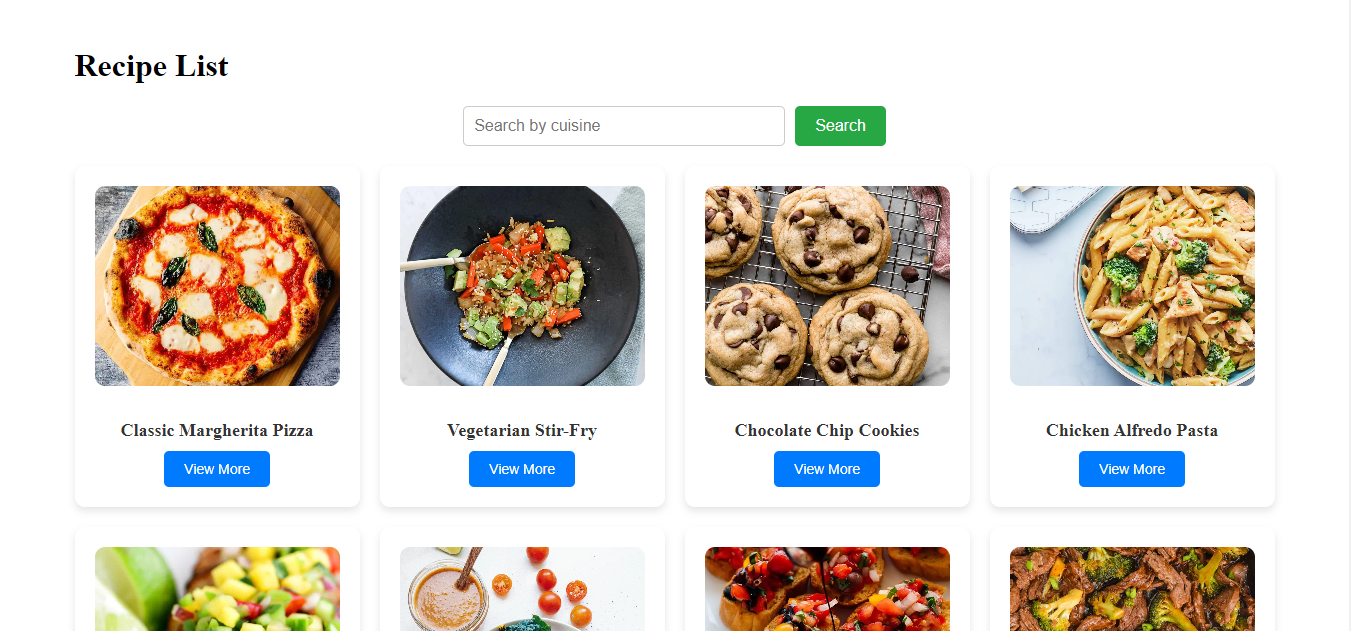 Recipe List
Search by cuisine
Search
Classic Margherita Pizza
Vegetarian Stir-Fry
Chocolate Chip Cookies
Chicken Alfredo Pasta
View More
View More
View More
View More